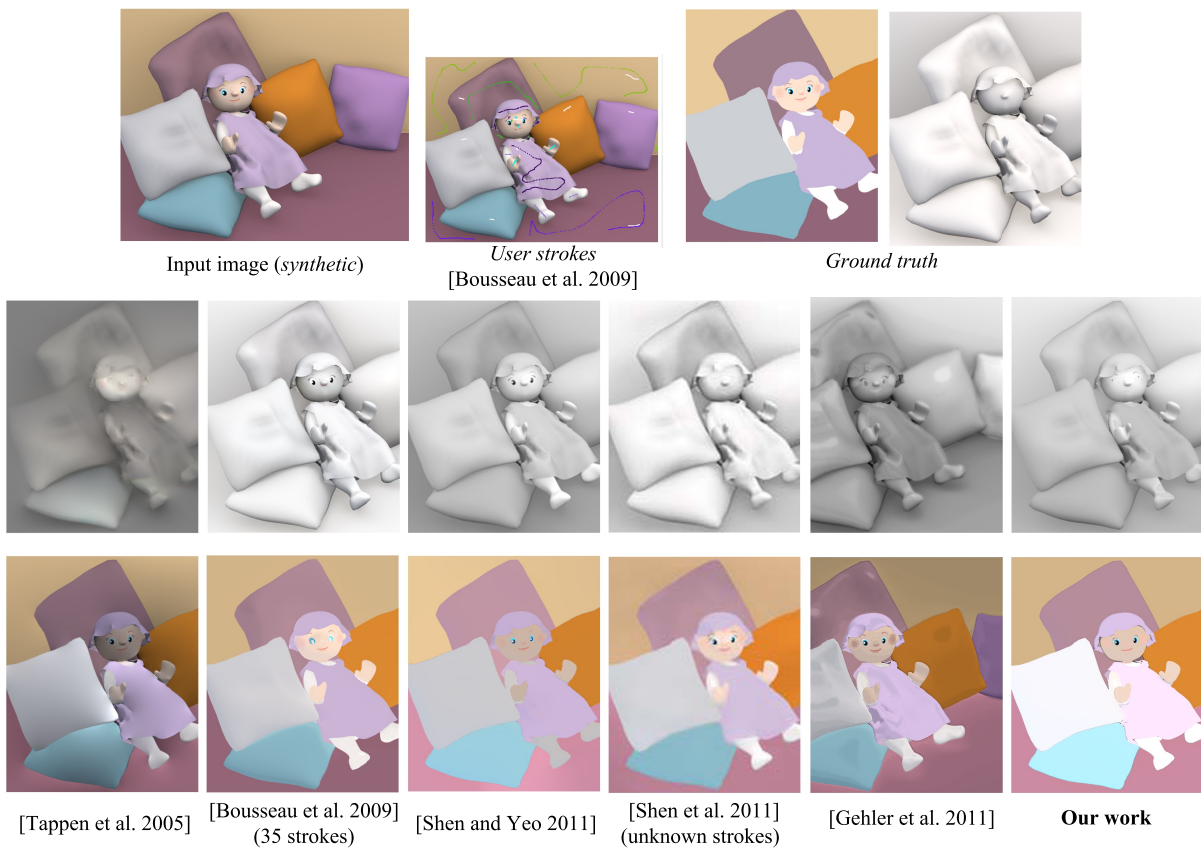 Input image (synthetic)
User strokes
[Bousseau et al. 2009]
Ground truth
[Tappen et al. 2005]
[Bousseau et al. 2009]
(35 strokes)
[Shen and Yeo 2011]
[Shen et al. 2011]
(unknown strokes)
[Gehler et al. 2011]
Our work